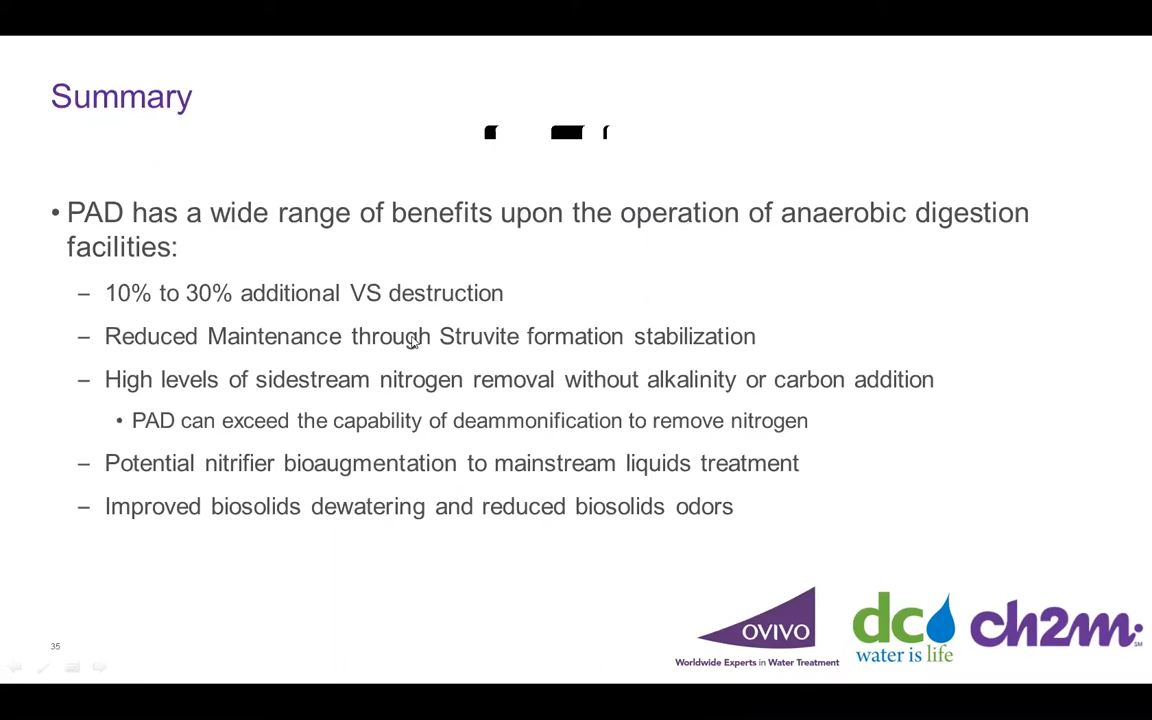 Summary
• PAD has a wide range of benefits upon the operation of anaerobic digestion
facilities:
– 10% to 30% additional VS destruction
– Reduced Maintenance through Struvite formation stabilization
– High levels of sidestream nitrogen removal without alkalinity or carbon addition
• PAD can exceed the capability of deammonification to remove nitrogen
– Potential nitrifier bioaugmentation to mainstream liquids treatment
– Improved biosolids dewatering and reduced biosolids odors
35
OVIVO
Worldwide Experts in Water Treatment
dc
water is life
ch2m:
SM